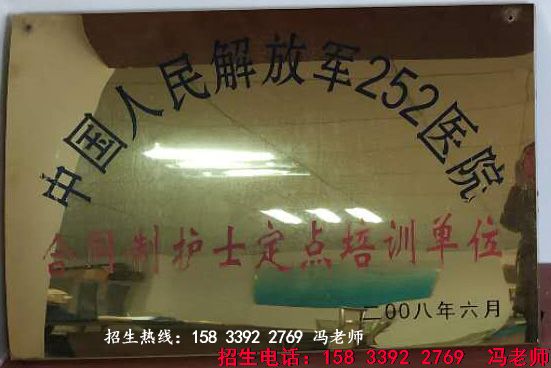 中国人民解放军252医院
合同制护士定点培训单位
二00八年六月
招生热线：158 3392 2769 冯老师
招生电话：158 3392 2769 冯老师